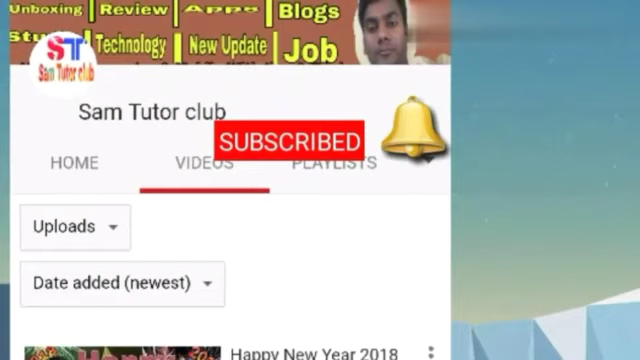 Unboxing Review Apps Blogs
Technology New Update Job
ST
Sam Tutor club
Sam Tutor club
SUBSCRIBED
HOME VIDEOS PLAYLISTS
Uploads
Date added (newest)
Happy New Year 2018